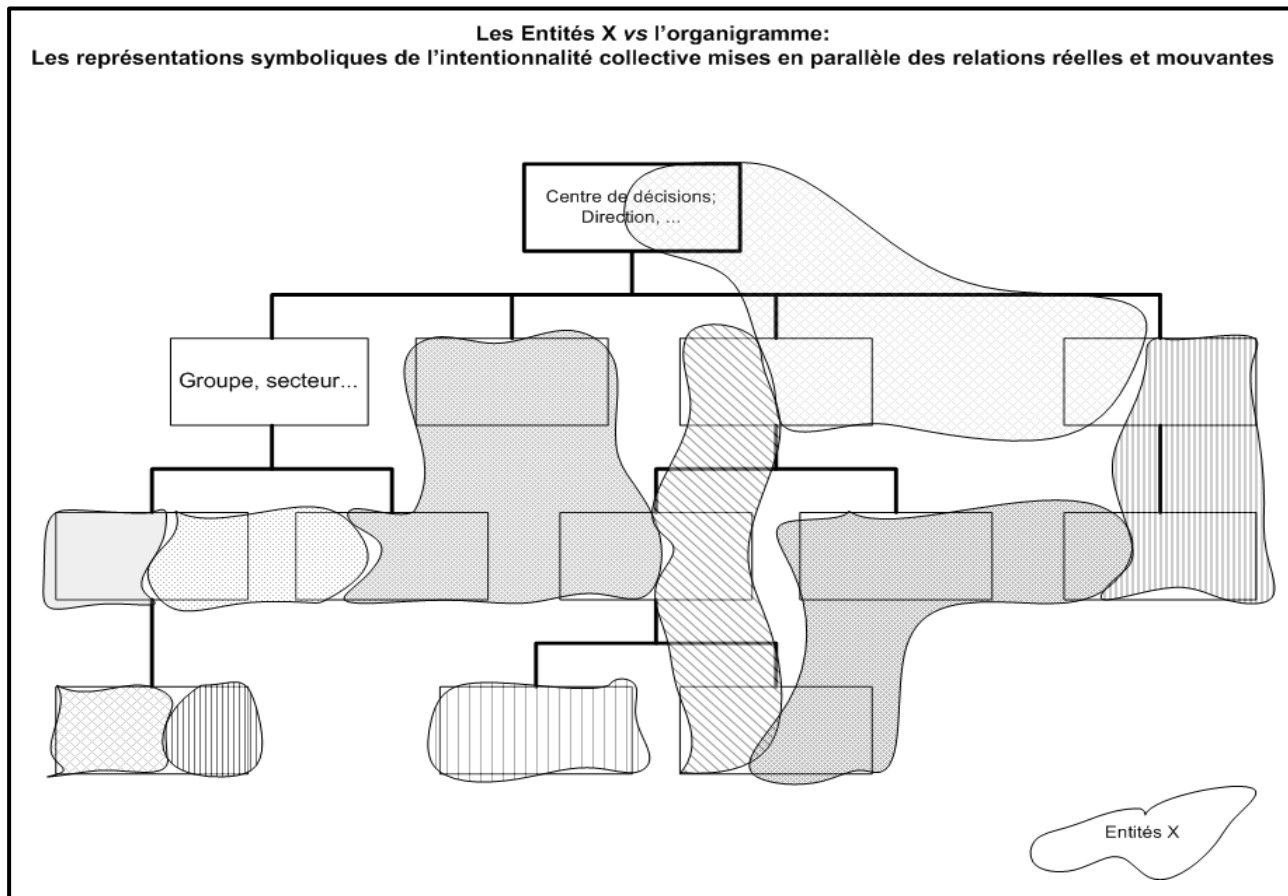 Les Entités X vs l’organigramme:
Les représentations symboliques de l’intentionnalité collective mises en parallèle des relations réelles et mouvantes
Centre de décisions;
Direction, ...
Groupe, secteur...
Entités X